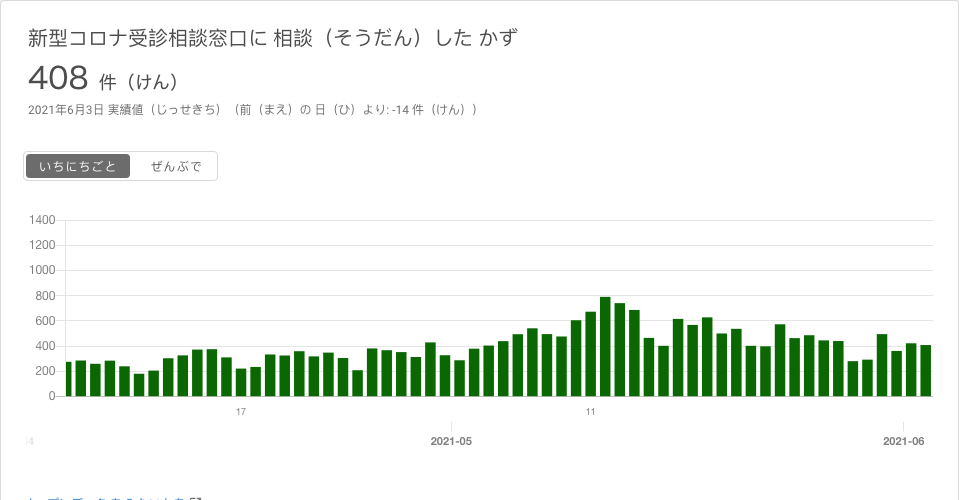 新型コロナ受診相談窓口に 相談（そうだん）した かず
408 件（けん）
2021年6月3日 実績値（じっせきち）（前（まえ）の 日（ひ）より: -14 件（けん））
いちにちごと ぜんぶで
1400
1200
1000
800
600
400
200
0
17 11
2021-05 2021-06